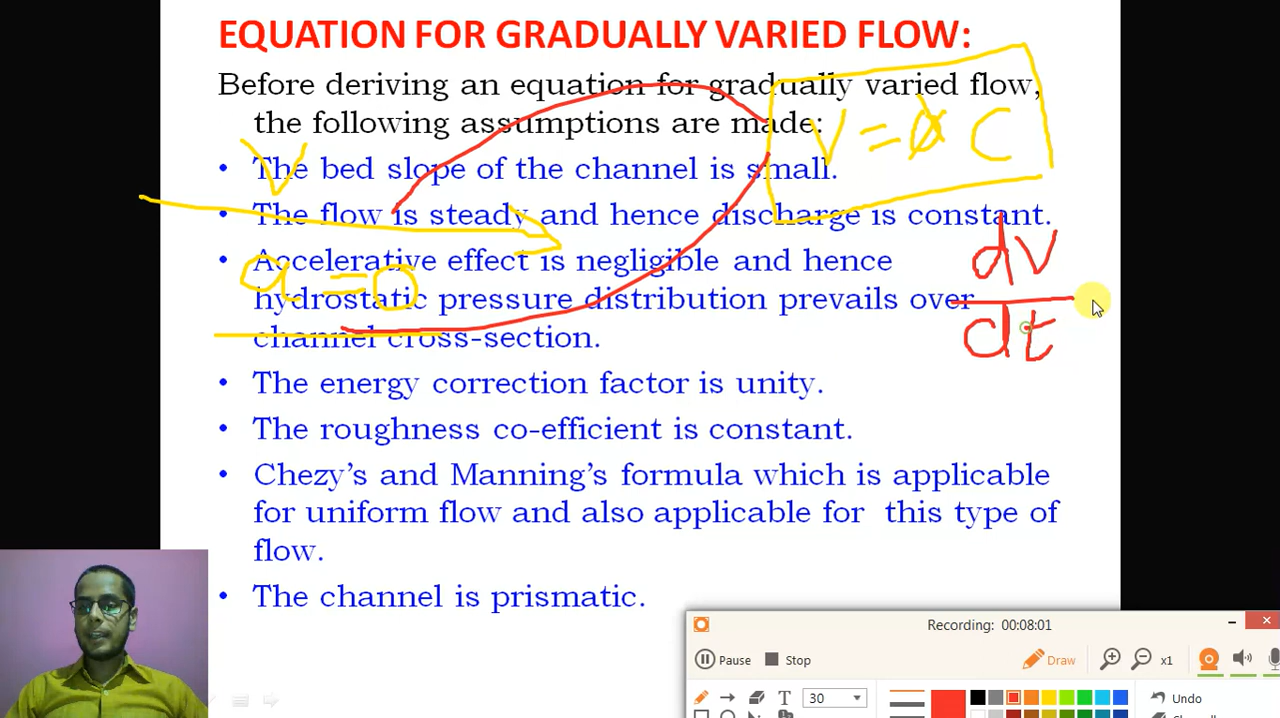 EQUATION FOR GRADUALLY VARIED FLOW:
Before deriving an equation for gradually varied flow,
the following assumptions are made:
V = C
V
• The bed slope of the channel is small.
• The flow is steady and hence discharge is constant.
• Accelerative effect is negligible and hence
a = 0
dv
hydrostatic pressure distribution prevails over
dt
channel cross-section.
• The energy correction factor is unity.
• The roughness co-efficient is constant.
• Chezy's and Manning's formula which is applicable
for uniform flow and also applicable for this type of
flow.
• The channel is prismatic.
Recording: 00:08:01
Pause Stop Draw x1
T 30 Undo